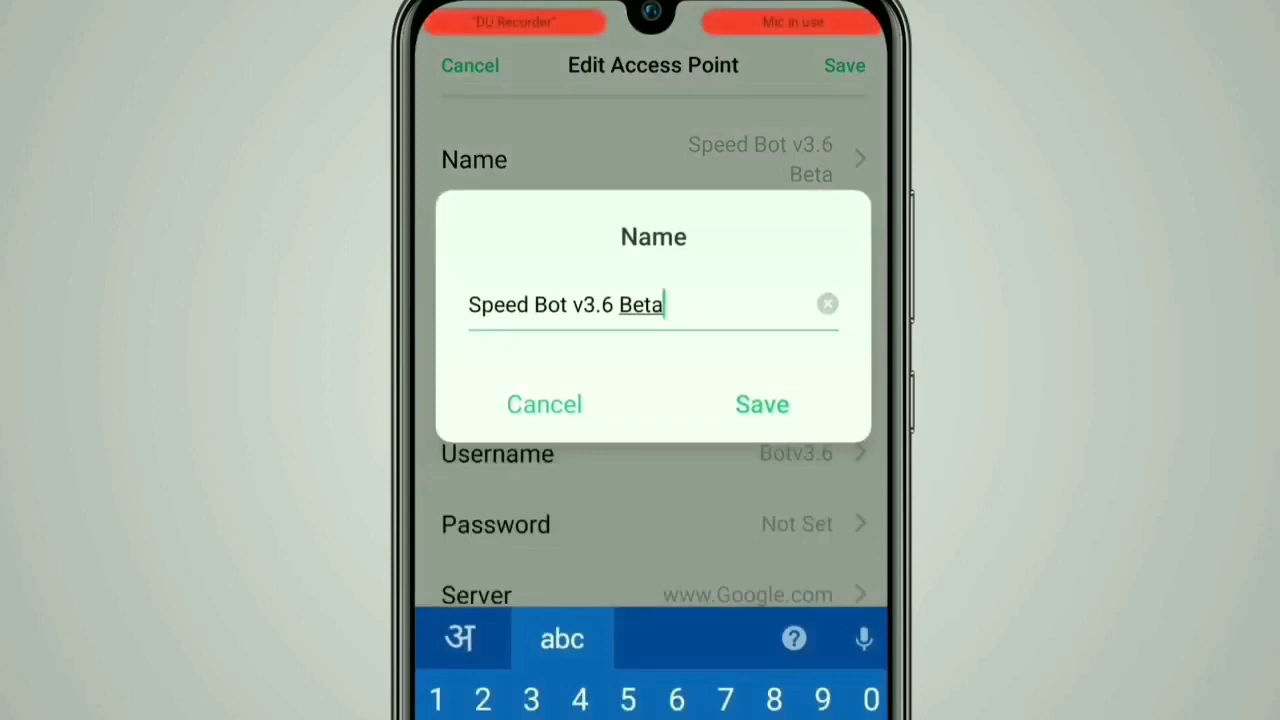 "DU Recorder" Mic in use
Cancel Edit Access Point Save
Name Speed Bot v3.6
Beta
Name
Speed Bot v3.6 Beta
Cancel Save
Username Botv3.6
Password Not Set
Server www.Google.com
अ abc ?
1 2 3 4 5 6 7 8 9 0